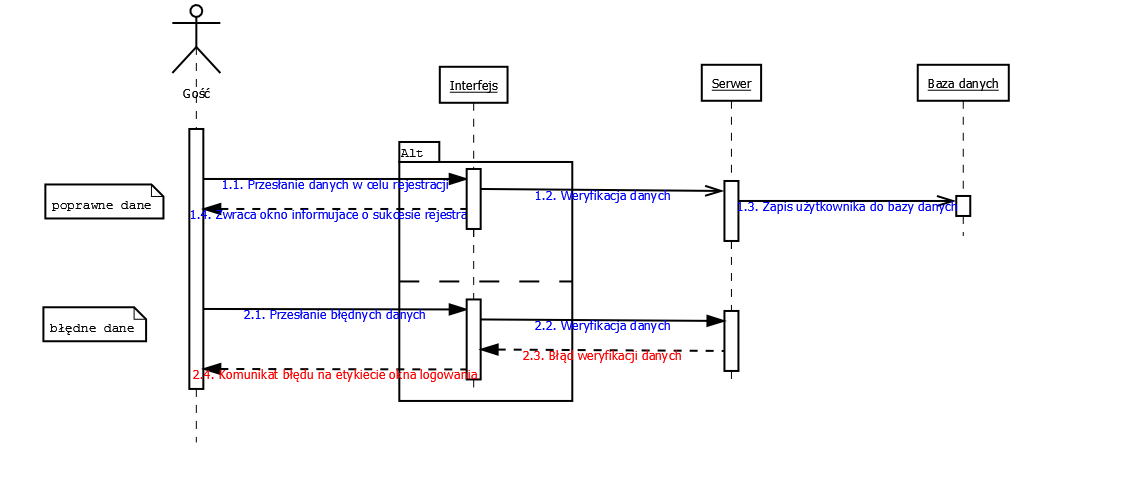 Gość
Interfejs
Serwer
Baza danych
Alt
1.1. Przesłanie danych w celu rejestracji
1.2. Weryfikacja danych
1.3. Zapis użytkownika do bazy danych
poprawne dane
1.4. Zwraca okno informujace o sukcesie rejestra
2.1. Przesłanie błędnych danych
błędne dane
2.2. Weryfikacja danych
2.3. Błąd weryfikacji danych
2.4. Komunikat błędu na etykiecie okna logowania